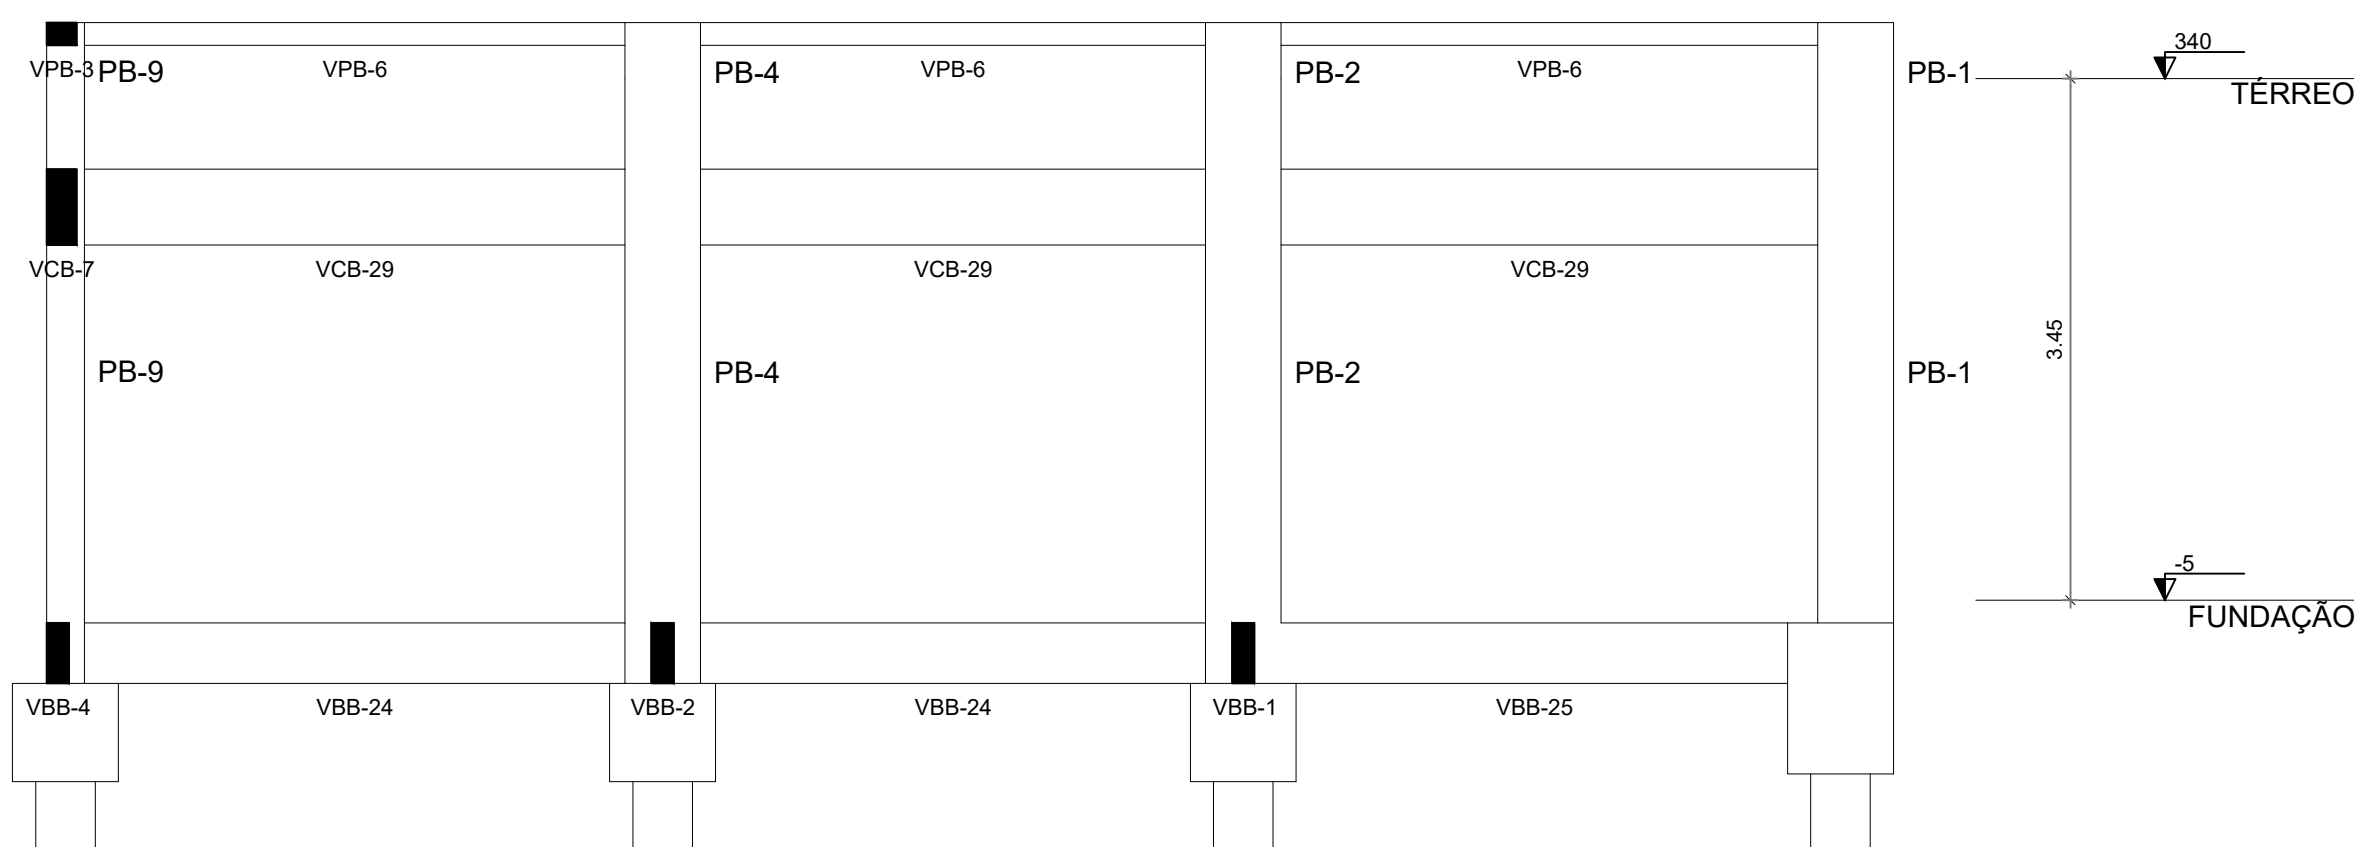 340
VPB-3 PB-9 VPB-6 PB-4 VPB-6 PB-2 VPB-6 PB-1
TÉRREO
VCB-7 VCB-29 VCB-29 VCB-29
3.45
PB-9 PB-4 PB-2 PB-1
-5
FUNDAÇÃO
VBB-4 VBB-24 VBB-2 VBB-24 VBB-1 VBB-25